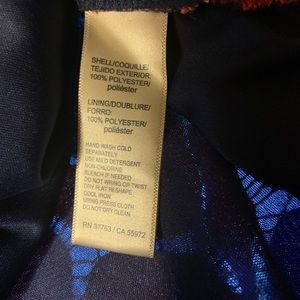 SHELL/COQUILLE/
TEJIDO EXTERIOR:
100% POLYESTER/
poliéster
LINING/DOUBLURE/
FORRO:
100% POLYESTER/
poliéster
HAND WASH COLD
SEPARATELY
USE MILD DETERGENT
NON-CHLORINE
BLEACH IF NEEDED
DO NOT WRING OR TWIST
DRY FLAT RESHAPE
COOL IRON
USING PRESS CLOTH
DO NOT DRY CLEAN
RN 37763 / CA 55972